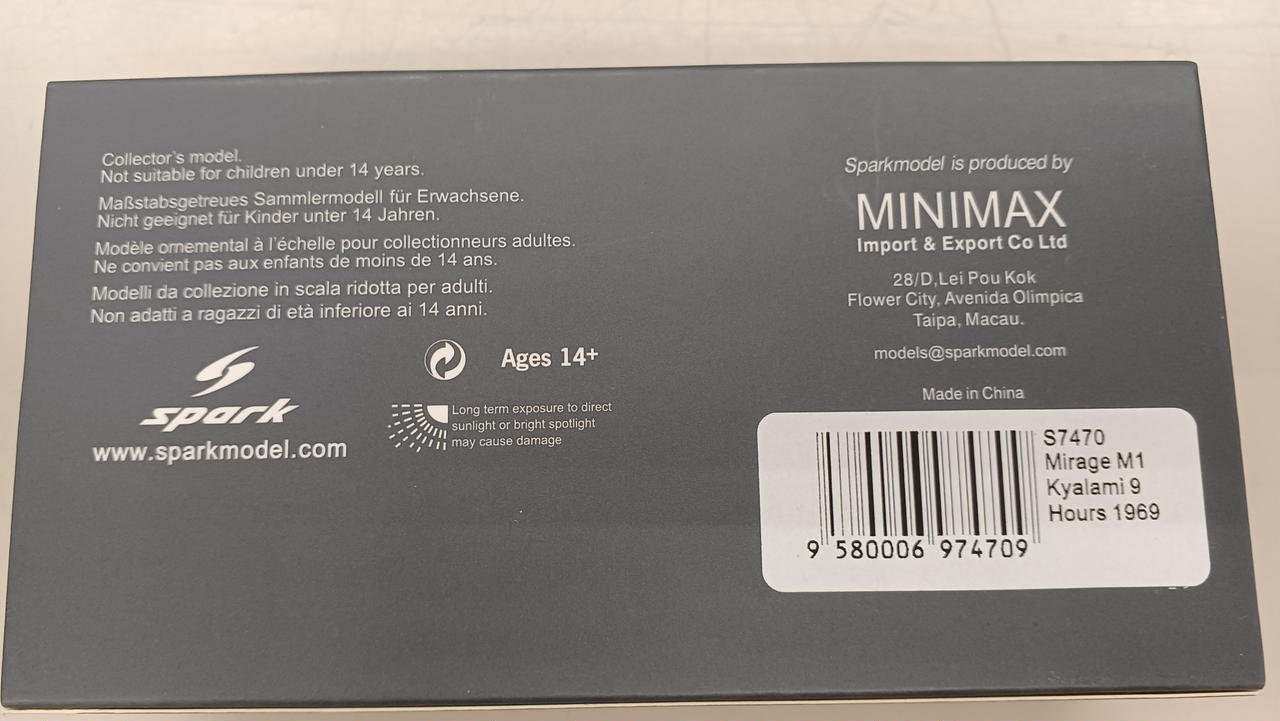 Collector's model.
Not suitable for children under 14 years.
Maßstabsgetreues Sammlermodell für Erwachsene.
Nicht geeignet für Kinder unter 14 Jahren.
Modèle ornemental à l'échelle pour collectionneurs adultes.
Ne convient pas aux enfants de moins de 14 ans.
Modelli da collezione in scala ridotta per adulti.
Non adatti a ragazzi di età inferiore ai 14 anni.
spark
www.sparkmodel.com
Ages 14+
Long term exposure to direct
sunlight or bright spotlight
may cause damage
Sparkmodel is produced by
MINIMAX
Import & Export Co Ltd
28/D,Lei Pou Kok
Flower City, Avenida Olimpica
Taipa, Macau.
models@sparkmodel.com
Made in China
S7470
Mirage M1
Kyalami 9
Hours 1969
9 580006 974709